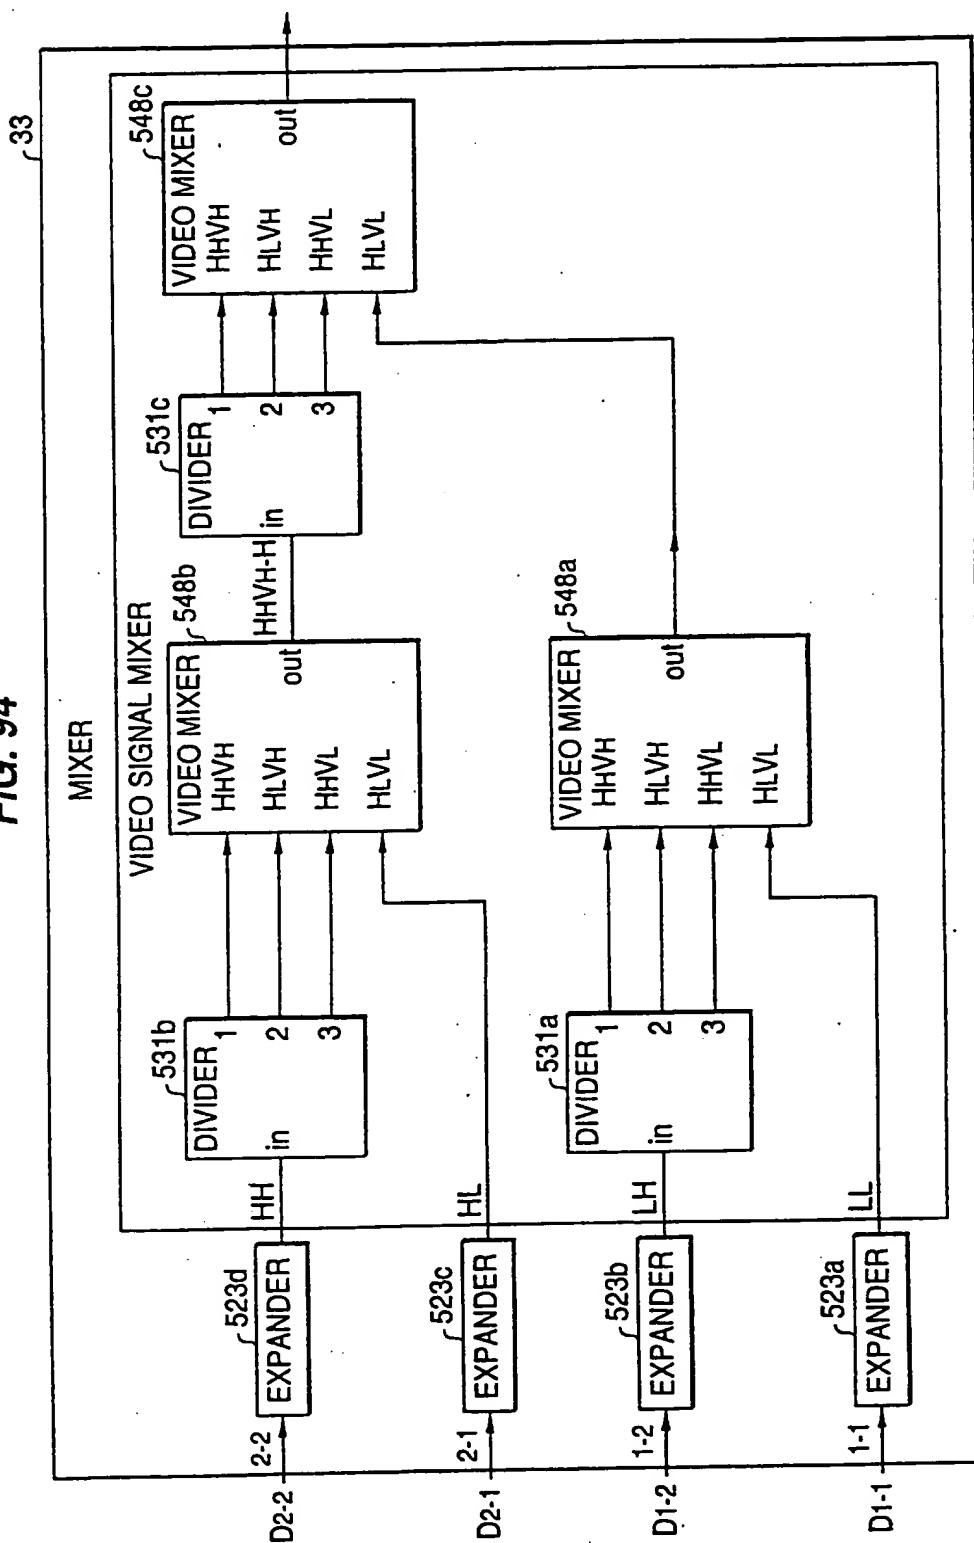 FIG. 94
33
MIXER
VIDEO SIGNAL MIXER
D2-2
2-2
EXPANDER
523d
HH
DIVIDER
531b
in
1
2
3
VIDEO MIXER
548b
HHVH
HLVH
HHVL
HLVL
out
HHVH-H
DIVIDER
531c
in
1
2
3
VIDEO MIXER
548c
HHVH
HLVH
HHVL
HLVL
out
D2-1
2-1
EXPANDER
523c
HL
D1-2
1-2
EXPANDER
523b
LH
DIVIDER
531a
in
1
2
3
VIDEO MIXER
548a
HHVH
HLVH
HHVL
HLVL
out
D1-1
1-1
EXPANDER
523a
LL